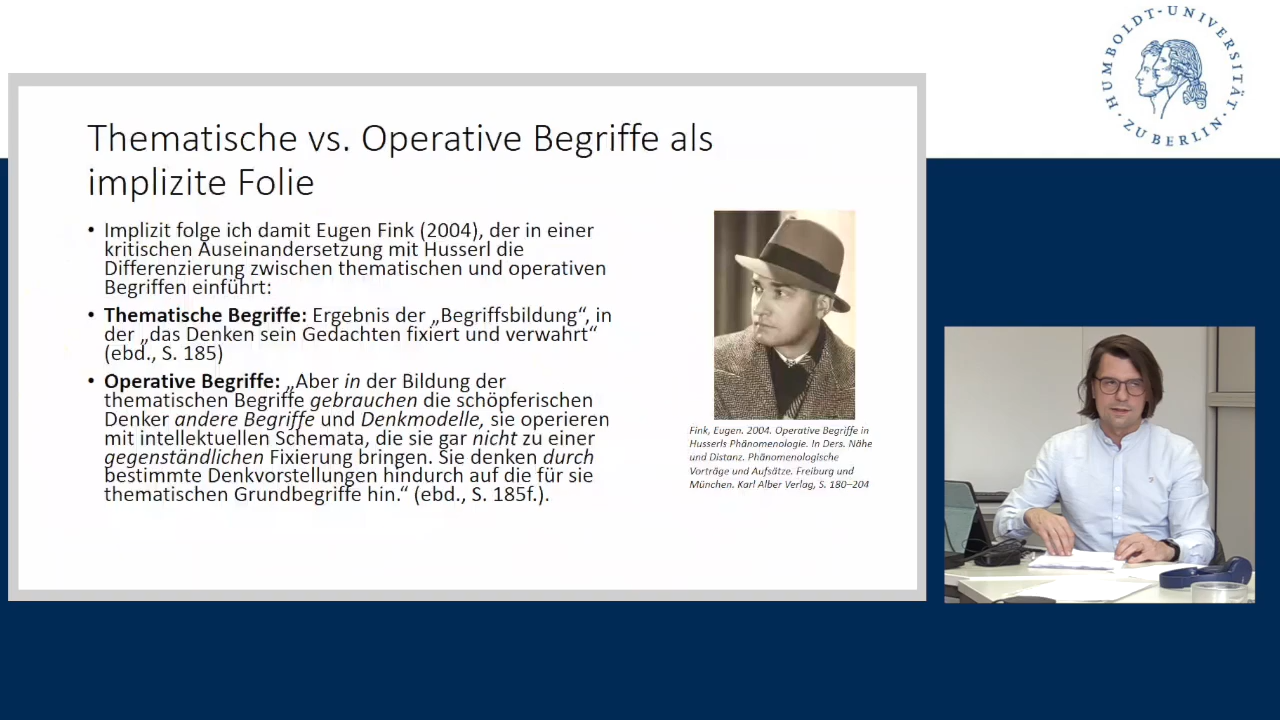 HUMBOLDT-UNIVERSITÄT
ZU BERLIN
Thematische vs. Operative Begriffe als
implizite Folie
• Implizit folge ich damit Eugen Fink (2004), der in einer
kritischen Auseinandersetzung mit Husserl die
Differenzierung zwischen thematischen und operativen
Begriffen einführt:
• Thematische Begriffe: Ergebnis der „Begriffsbildung“, in
der „das Denken sein Gedachten fixiert und verwahrt“
(ebd., S. 185)
• Operative Begriffe: „Aber in der Bildung der
thematischen Begriffe gebrauchen die schöpferischen
Denker andere Begriffe und Denkmodelle, sie operieren
mit intellektuellen Schemata, die sie gar nicht zu einer
gegenständlichen Fixierung bringen. Sie denken durch
bestimmte Denkvorstellungen hindurch auf die für sie
thematischen Grundbegriffe hin.“ (ebd., S. 185f.).
Fink, Eugen. 2004. Operative Begriffe in
Husserls Phänomenologie. In Ders. Nähe
und Distanz. Phänomenologische
Vorträge und Aufsätze. Freiburg und
München. Karl Alber Verlag, S. 180–204